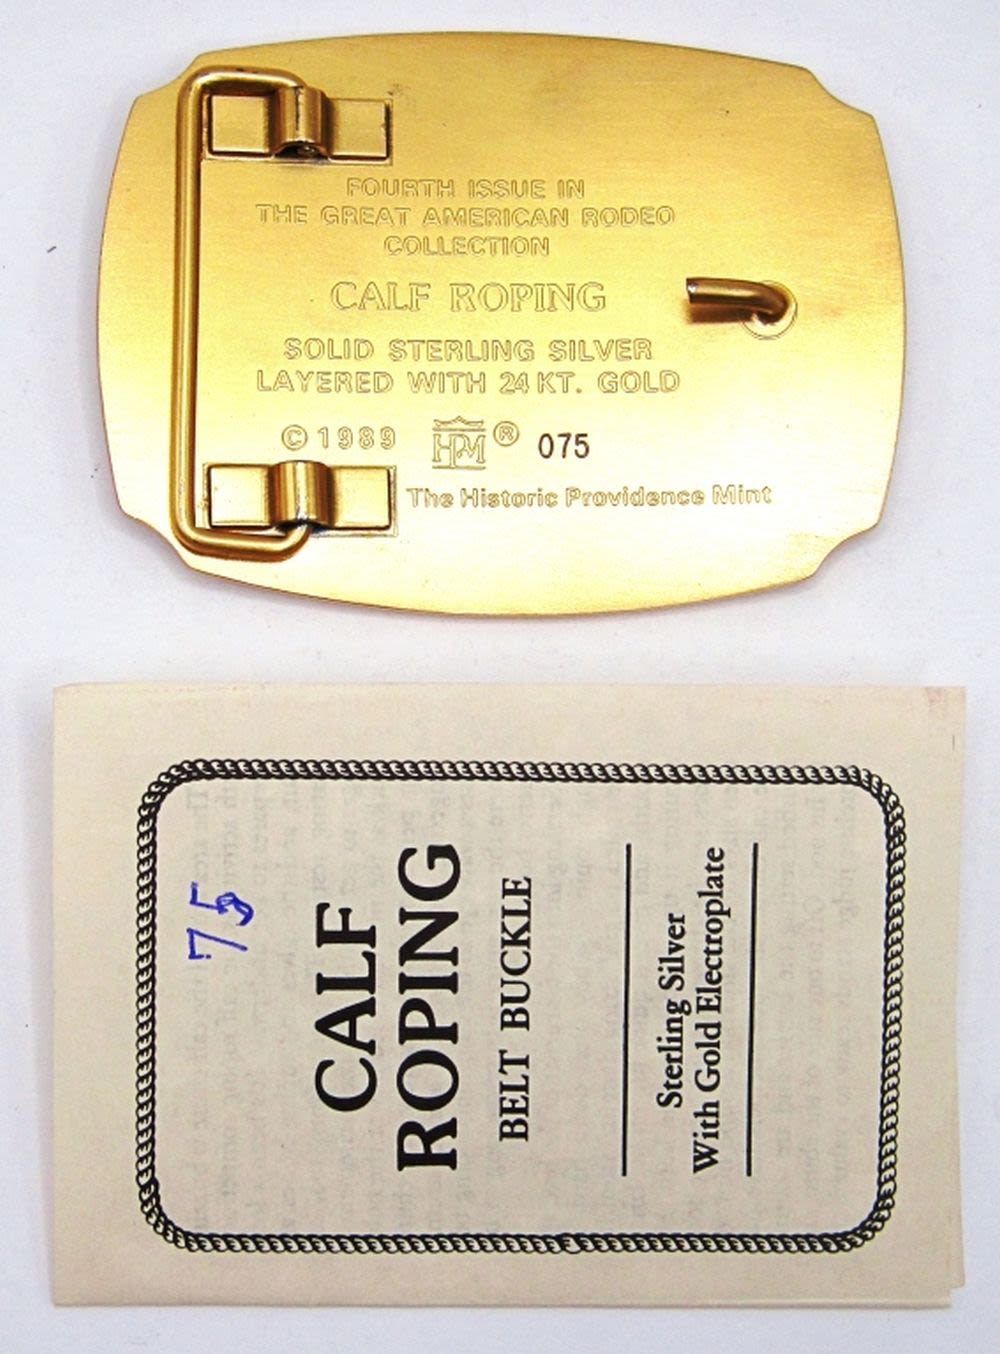 FOURTH ISSUE IN
THE GREAT AMERICAN RODEO
COLLECTION
CALF ROPING
SOLID STERLING SILVER
LAYERED WITH 24 KT. GOLD
© 1989 HPM ® 075
The Historic Providence Mint
75
CALF
ROPING
BELT BUCKLE
Sterling Silver
With Gold Electroplate